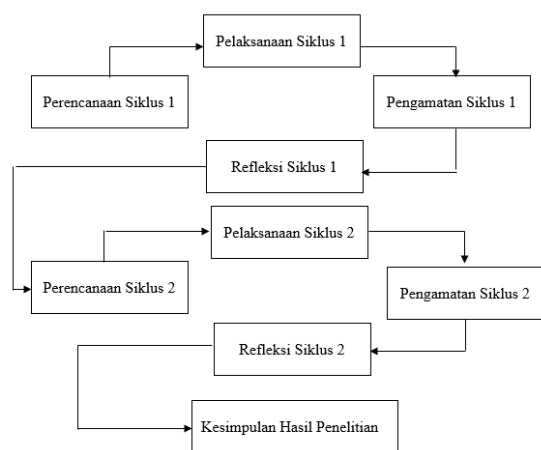 Pelaksanaan Siklus 1
Perencanaan Siklus 1
Pengamatan Siklus 1
Refleksi Siklus 1
Pelaksanaan Siklus 2
Perencanaan Siklus 2
Pengamatan Siklus 2
Refleksi Siklus 2
Kesimpulan Hasil Penelitian